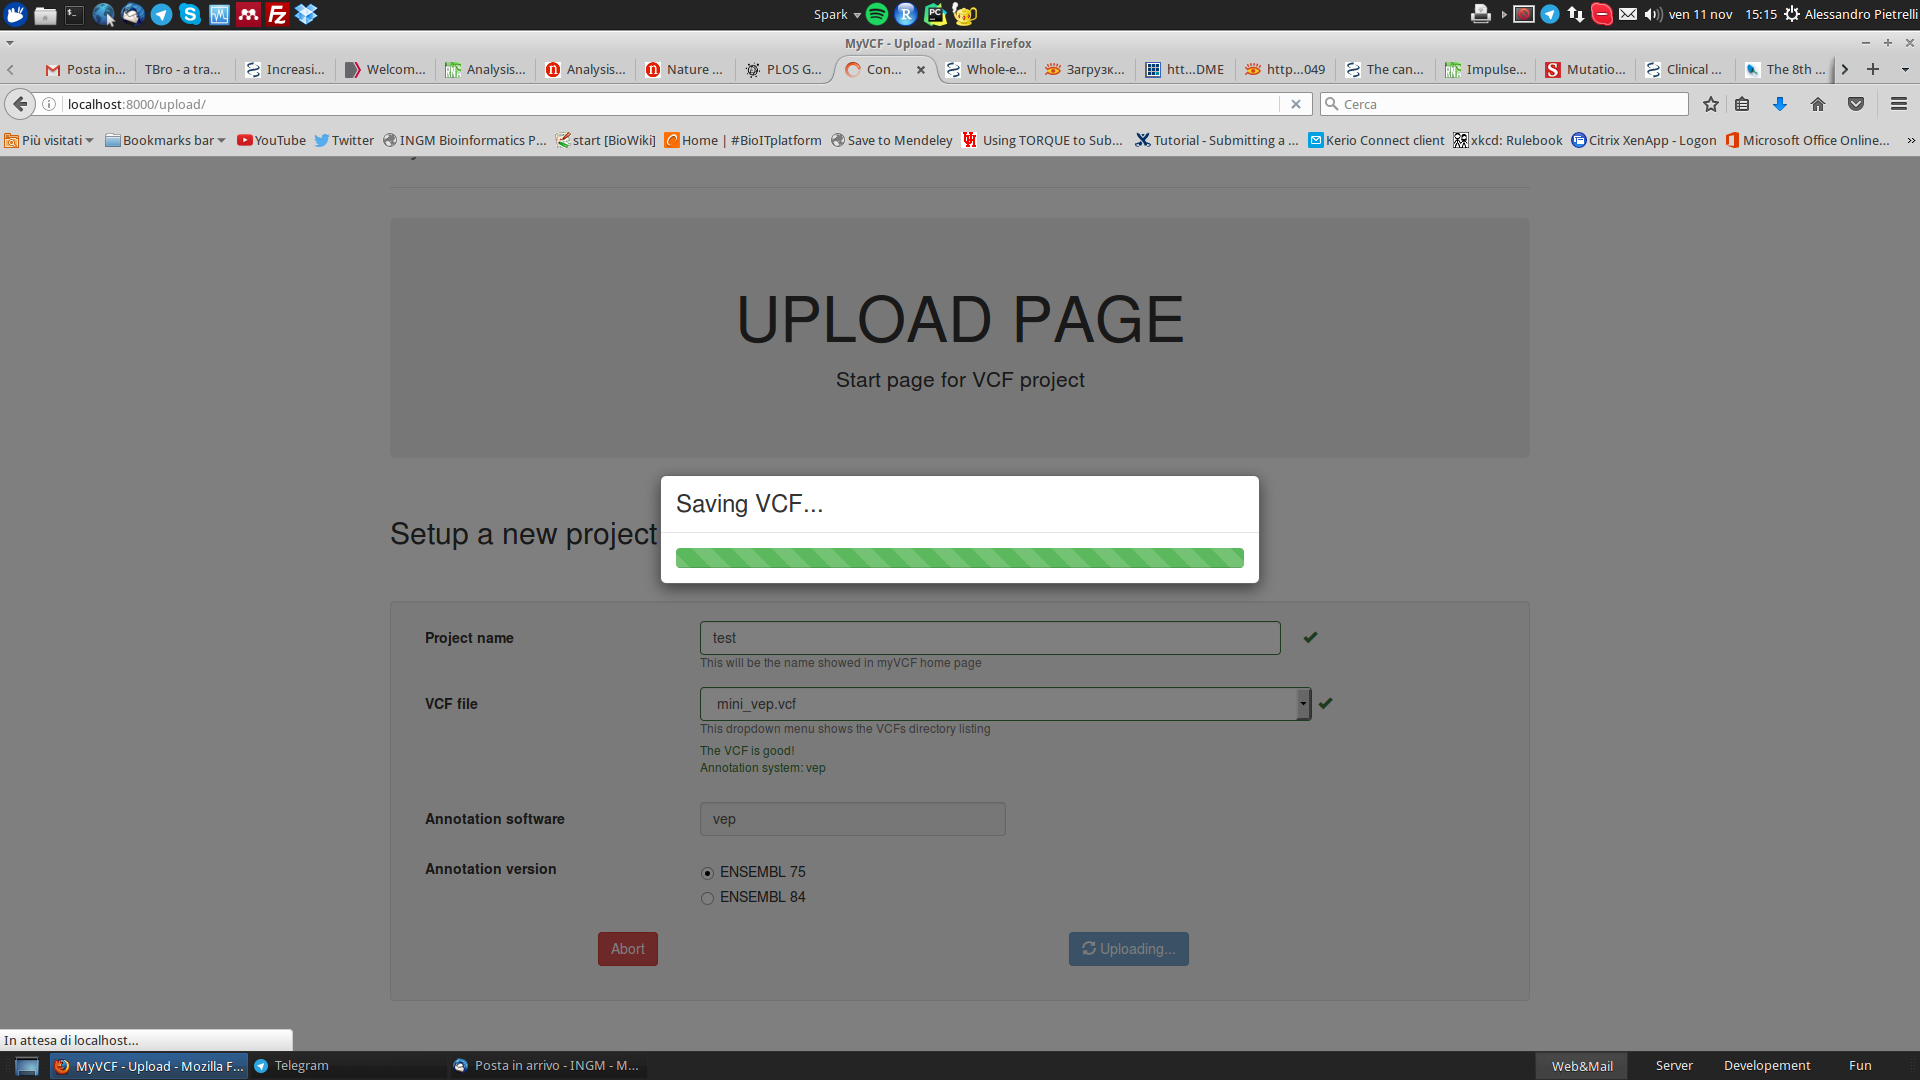 Spark
ven 11 nov 15:15 Alessandro Pietrelli
MyVCF - Upload - Mozilla Firefox
Posta in... TBro - a tra... Increasi... Welcom... Analysis... Analysis... Nature ... PLOS G... Con... Whole-e... Загрузк... htt...DME http...049 The can... Impulse... Mutatio... Clinical ... The 8th ...
localhost:8000/upload/ Cerca
Più visitati Bookmarks bar YouTube Twitter INGM Bioinformatics P... start [BioWiki] Home | #BioITplatform Save to Mendeley Using TORQUE to Sub... Tutorial - Submitting a ... Kerio Connect client xkcd: Rulebook Citrix XenApp - Logon Microsoft Office Online... »
UPLOAD PAGE
Start page for VCF project
Saving VCF...
Setup a new project
Project name test
This will be the name showed in myVCF home page
VCF file mini_vep.vcf
This dropdown menu shows the VCFs directory listing
The VCF is good!
Annotation system: vep
Annotation software vep
Annotation version ENSEMBL 75
ENSEMBL 84
Abort Uploading...
In attesa di localhost...
MyVCF - Upload - Mozilla F... Telegram Posta in arrivo - INGM - M... Web&Mail Server Developement Fun